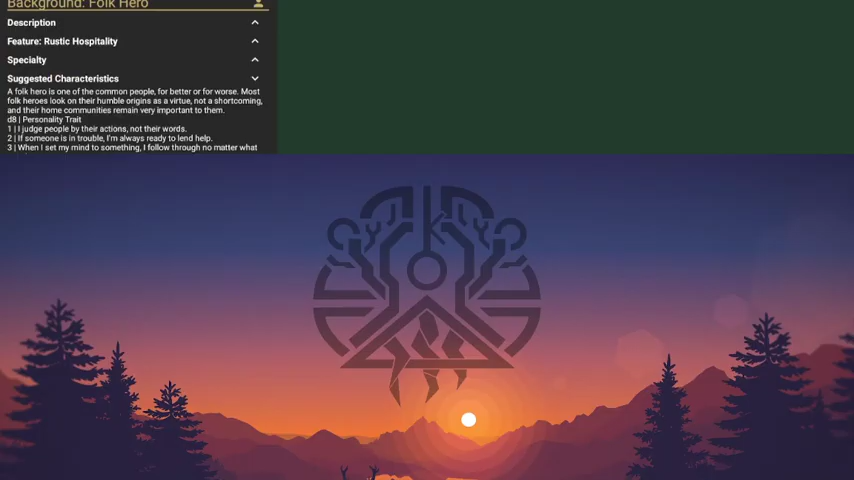 Background: Folk Hero
Description
Feature: Rustic Hospitality
Specialty
Suggested Characteristics
A folk hero is one of the common people, for better or for worse. Most
folk heroes look on their humble origins as a virtue, not a shortcoming,
and their home communities remain very important to them.
d8 | Personality Trait
1 | I judge people by their actions, not their words.
2 | If someone is in trouble, I'm always ready to lend help.
3 | When I set my mind to something, I follow through no matter what